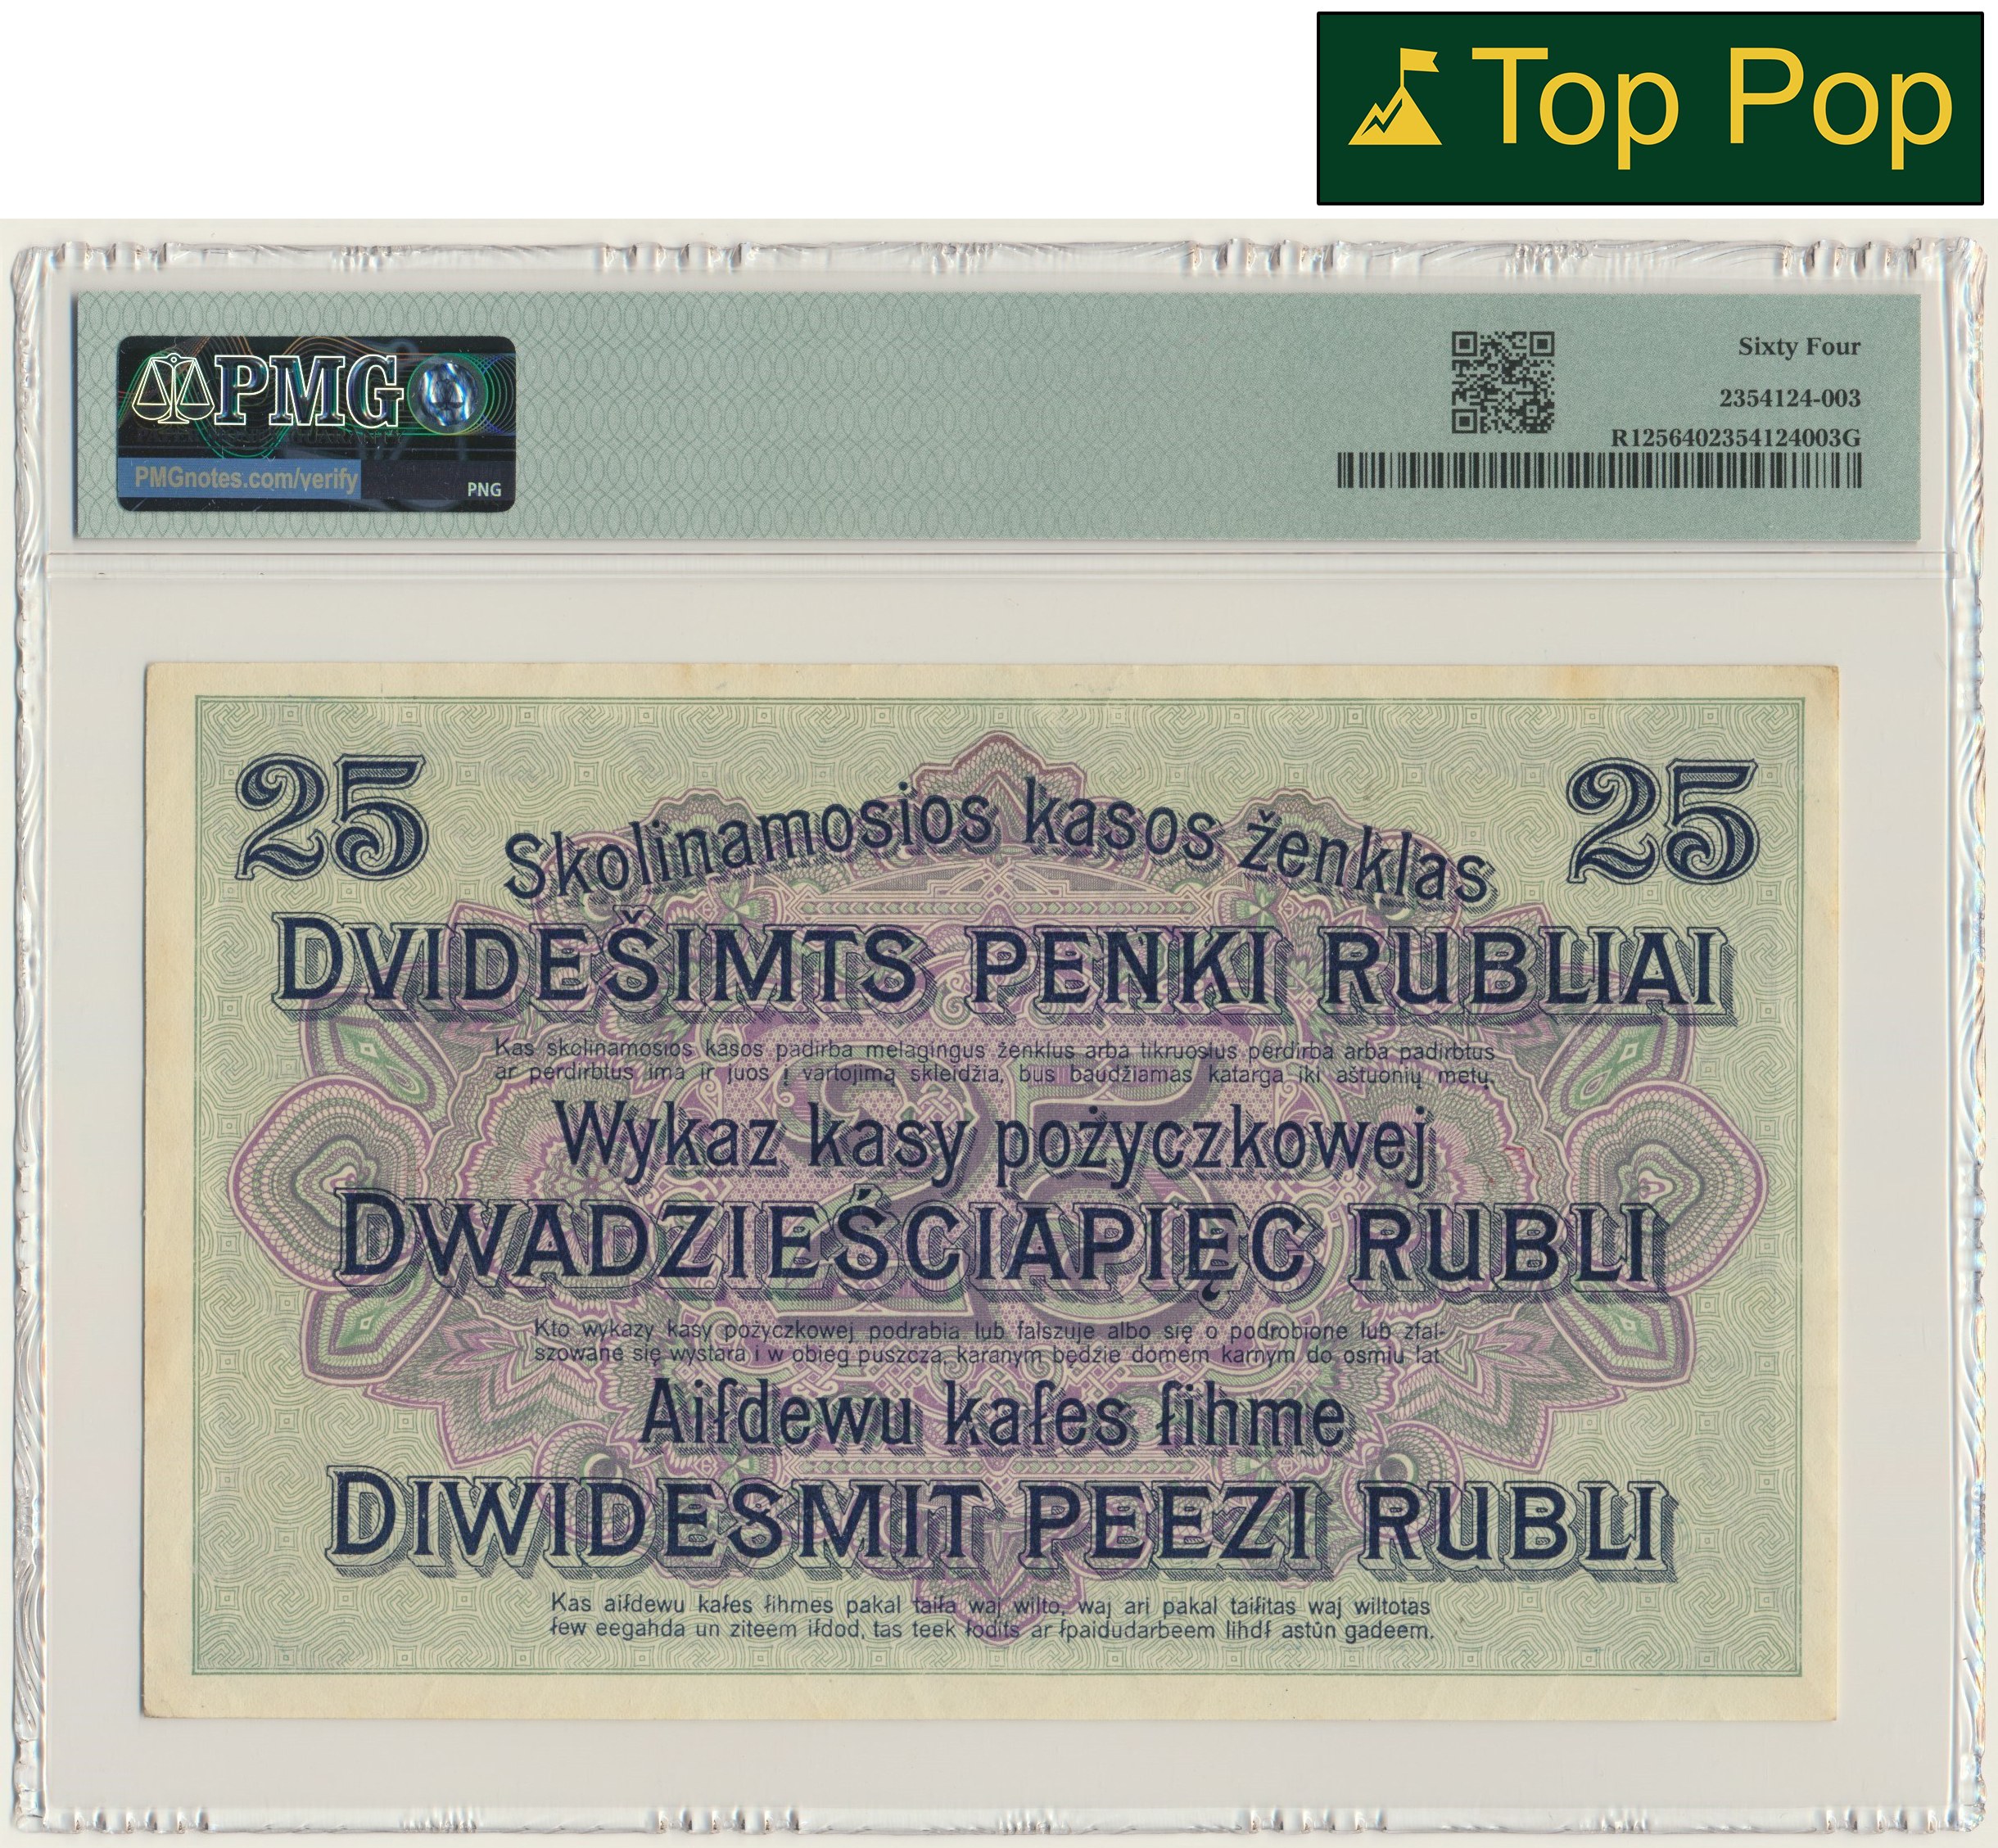 Top Pop
PMG
PMGnotes.com/verify
PNG
Sixty Four
2354124-003
R1256402354124003G
25
25
Skolinamosios kasos ženklas
DVIDEŠIMTS PENKI RUBLIAI
Kas skolinamosios kasos padirba melagingus ženklus arba tikruosius perdirba arba padirbtus
ar perdirbtus ima ir juos į vartojimą skleidžia, bus baudžiamas katarga iki aštuonių metų.
Wykaz kasy pożyczkowej
DWADZIEŚCIAPIĘC RUBLI
Kto wykazy kasy pożyczkowej podrabia lub fałszuje albo się o podrobione lub zfał-
szowane się wystara i w obieg puszcza, karanym będzie domem karnym do osmiu lat.
Aiſdewu kaſes ſihme
DIWIDESMIT PEEZI RUBLI
Kas aiſdewu kaſes ſihmes pakal taiſa waj wilto, waj ari pakal taiſitas waj wiltotas
ſew eegahda un ziteem iſdod, tas teek ſodits ar ſpaidudarbeem lihdſ astůn gadeem.